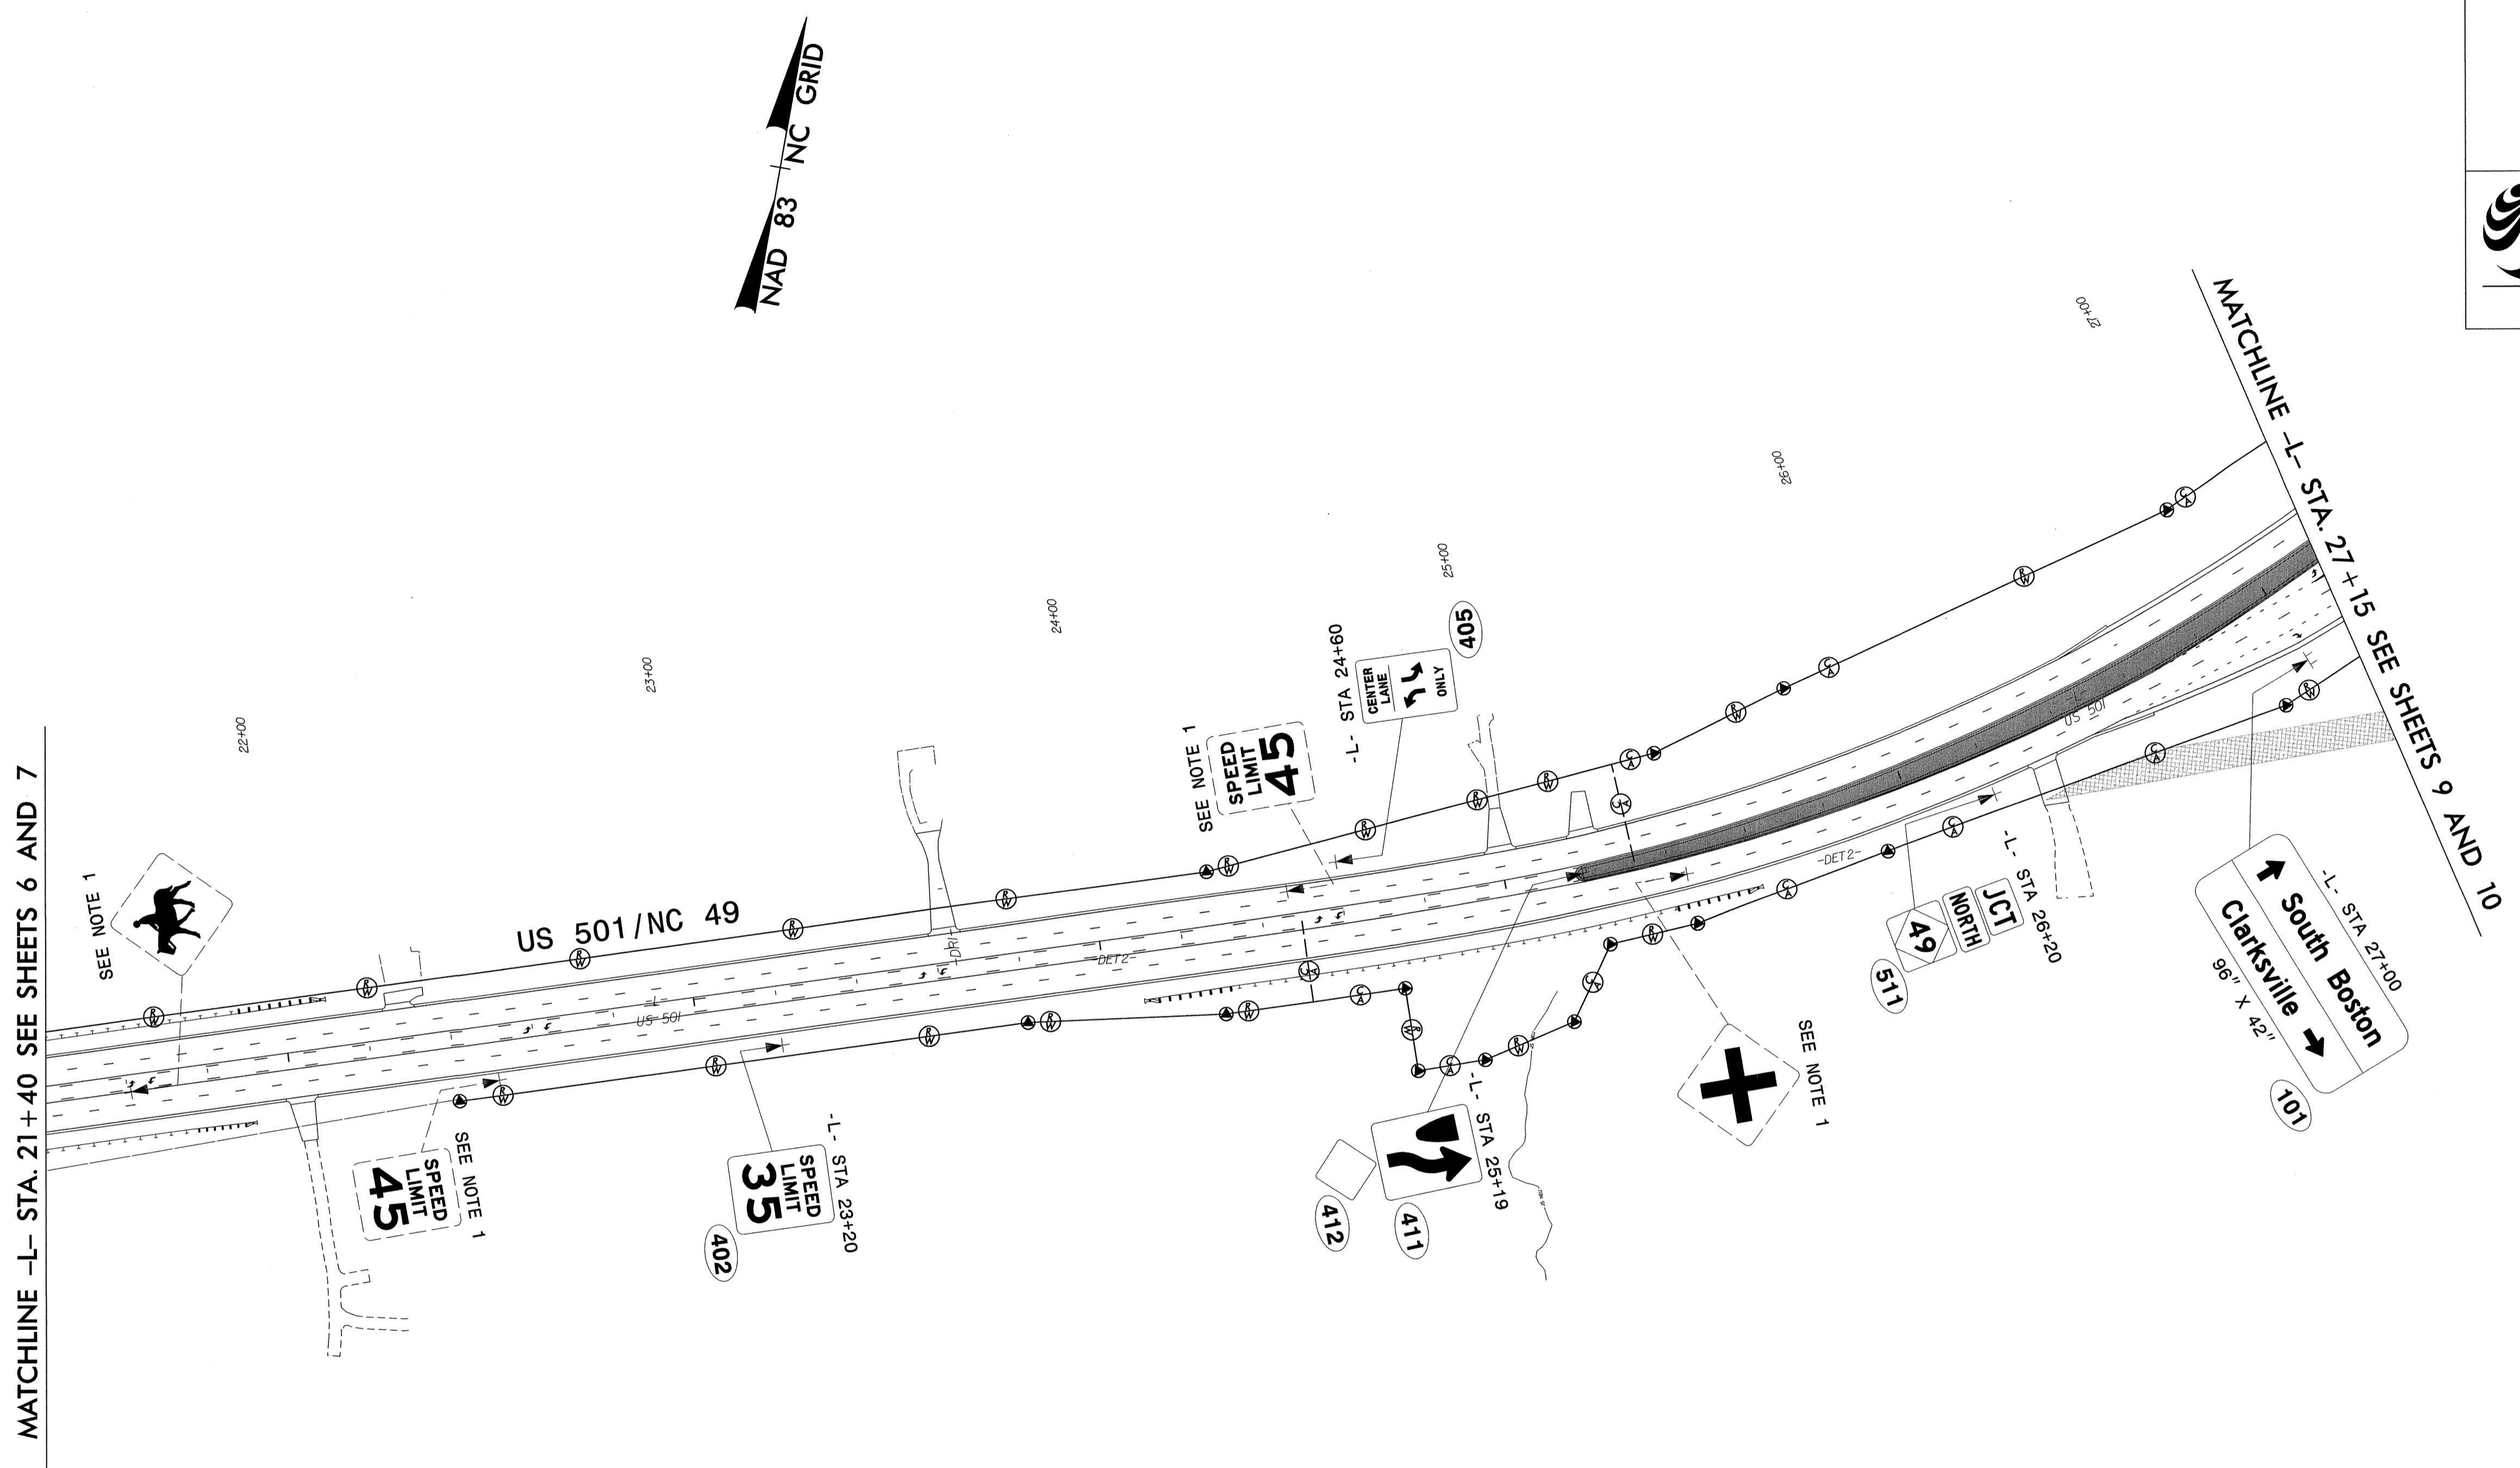 MATCHLINE -L- STA. 21+40 SEE SHEETS 6 AND 7
NAD 83 NC GRID
22+00
23+00
24+00
25+00
26+00
27+00
MATCHLINE -L- STA. 27+15 SEE SHEETS 9 AND 10
SEE NOTE 1
US 501/NC 49
US 501
-DR1-
-DET2-
SEE NOTE 1
SPEED
LIMIT
45
-L- STA 24+60
CENTER
LANE
ONLY
405
SEE NOTE 1
SPEED
LIMIT
45
-L- STA 23+20
SPEED
LIMIT
35
402
-L- STA 25+19
411
412
SEE NOTE 1
-DET2-
US 501
-L- STA 26+20
JCT
NORTH
49
511
-L- STA 27+00
South Boston
Clarksville
96" X 42"
101
R
W
R
W
R
W
R
W
R
W
R
W
R
W
R
W
R
W
C
A
R
W
C
A
R
W
C
A
C
A
R
W
R
W
R
W
R
W
R
W
C
A
C
A
R
W
C
A
R
W
C
A
R
W
C
A
C
A
C
A
R
W